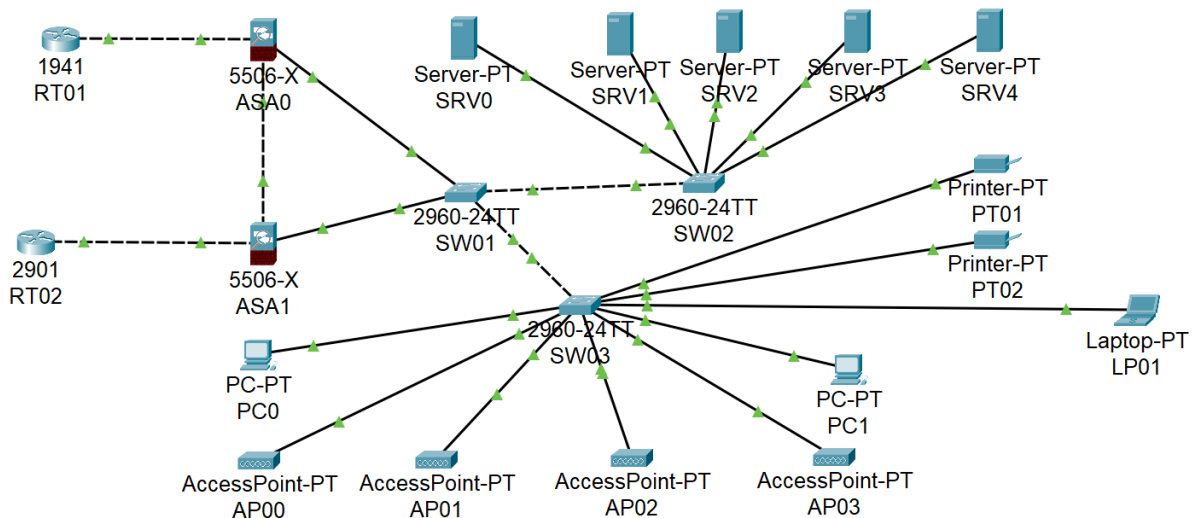 1941
RT01
5506-X
ASA0
Server-PT
SRV0
Server-PT
SRV1
Server-PT
SRV2
Server-PT
SRV3
Server-PT
SRV4
2960-24TT
SW01
2960-24TT
SW02
Printer-PT
PT01
2901
RT02
5506-X
ASA1
Printer-PT
PT02
2960-24TT
SW03
Laptop-PT
LP01
PC-PT
PC0
PC-PT
PC1
AccessPoint-PT
AP00
AccessPoint-PT
AP01
AccessPoint-PT
AP02
AccessPoint-PT
AP03